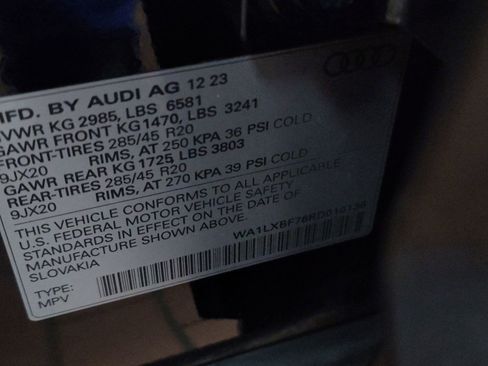 MFD. BY AUDI AG 12 23
GVWR KG 2985, LBS 6581
GAWR FRONT KG 1470, LBS 3241
FRONT-TIRES 285/45 R20
9JX20 RIMS, AT 250 KPA 36 PSI COLD
GAWR REAR KG 1725 LBS 3803
REAR-TIRES 285/45 R20
9JX20 RIMS, AT 270 KPA 39 PSI COLD
THIS VEHICLE CONFORMS TO ALL APPLICABLE
U.S. FEDERAL MOTOR VEHICLE SAFETY
STANDARDS IN EFFECT ON THE DATE OF
MANUFACTURE SHOWN ABOVE.
SLOVAKIA
TYPE:
MPV